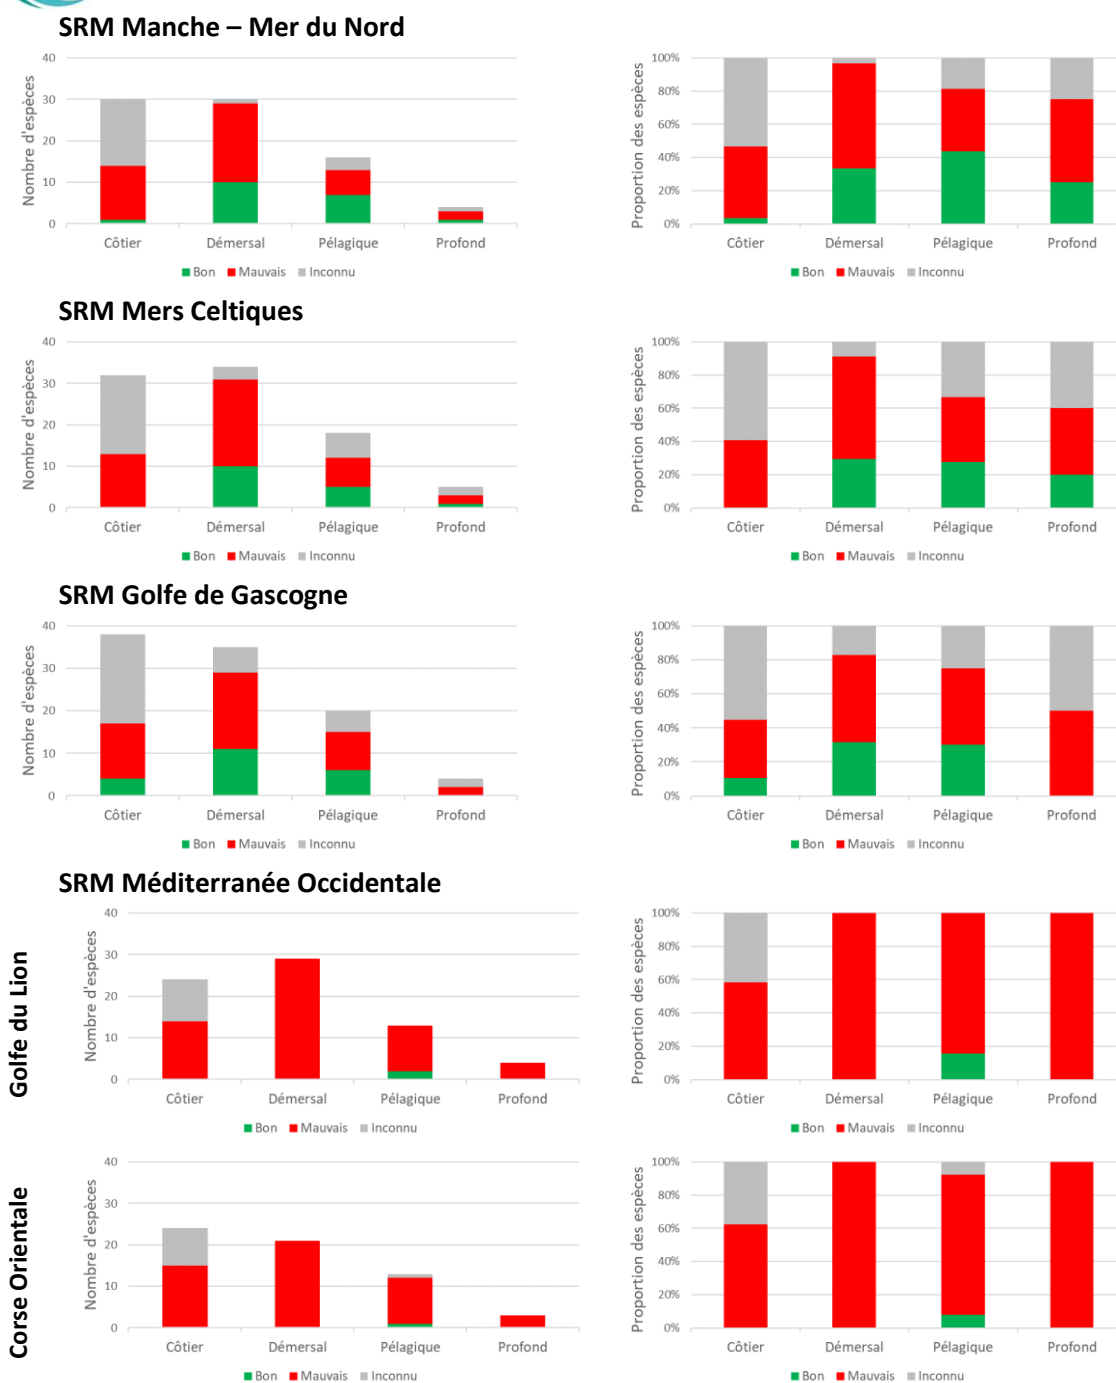 SRM Manche – Mer du Nord
Nombre d'espèces
40
30
20
10
0
Côtier Démersal Pélagique Profond
Bon Mauvais Inconnu
Proportion des espèces
100%
80%
60%
40%
20%
0%
Côtier Démersal Pélagique Profond
Bon Mauvais Inconnu
SRM Mers Celtiques
Nombre d'espèces
40
30
20
10
0
Côtier Démersal Pélagique Profond
Bon Mauvais Inconnu
Proportion des espèces
100%
80%
60%
40%
20%
0%
Côtier Démersal Pélagique Profond
Bon Mauvais Inconnu
SRM Golfe de Gascogne
Nombre d'espèces
40
30
20
10
0
Côtier Démersal Pélagique Profond
Bon Mauvais Inconnu
Proportion des espèces
100%
80%
60%
40%
20%
0%
Côtier Démersal Pélagique Profond
Bon Mauvais Inconnu
SRM Méditerranée Occidentale
Golfe du Lion
Nombre d'espèces
40
30
20
10
0
Côtier Démersal Pélagique Profond
Bon Mauvais Inconnu
Proportion des espèces
100%
80%
60%
40%
20%
0%
Côtier Démersal Pélagique Profond
Bon Mauvais Inconnu
Corse Orientale
Nombre d'espèces
40
30
20
10
0
Côtier Démersal Pélagique Profond
Bon Mauvais Inconnu
Proportion des espèces
100%
80%
60%
40%
20%
0%
Côtier Démersal Pélagique Profond
Bon Mauvais Inconnu